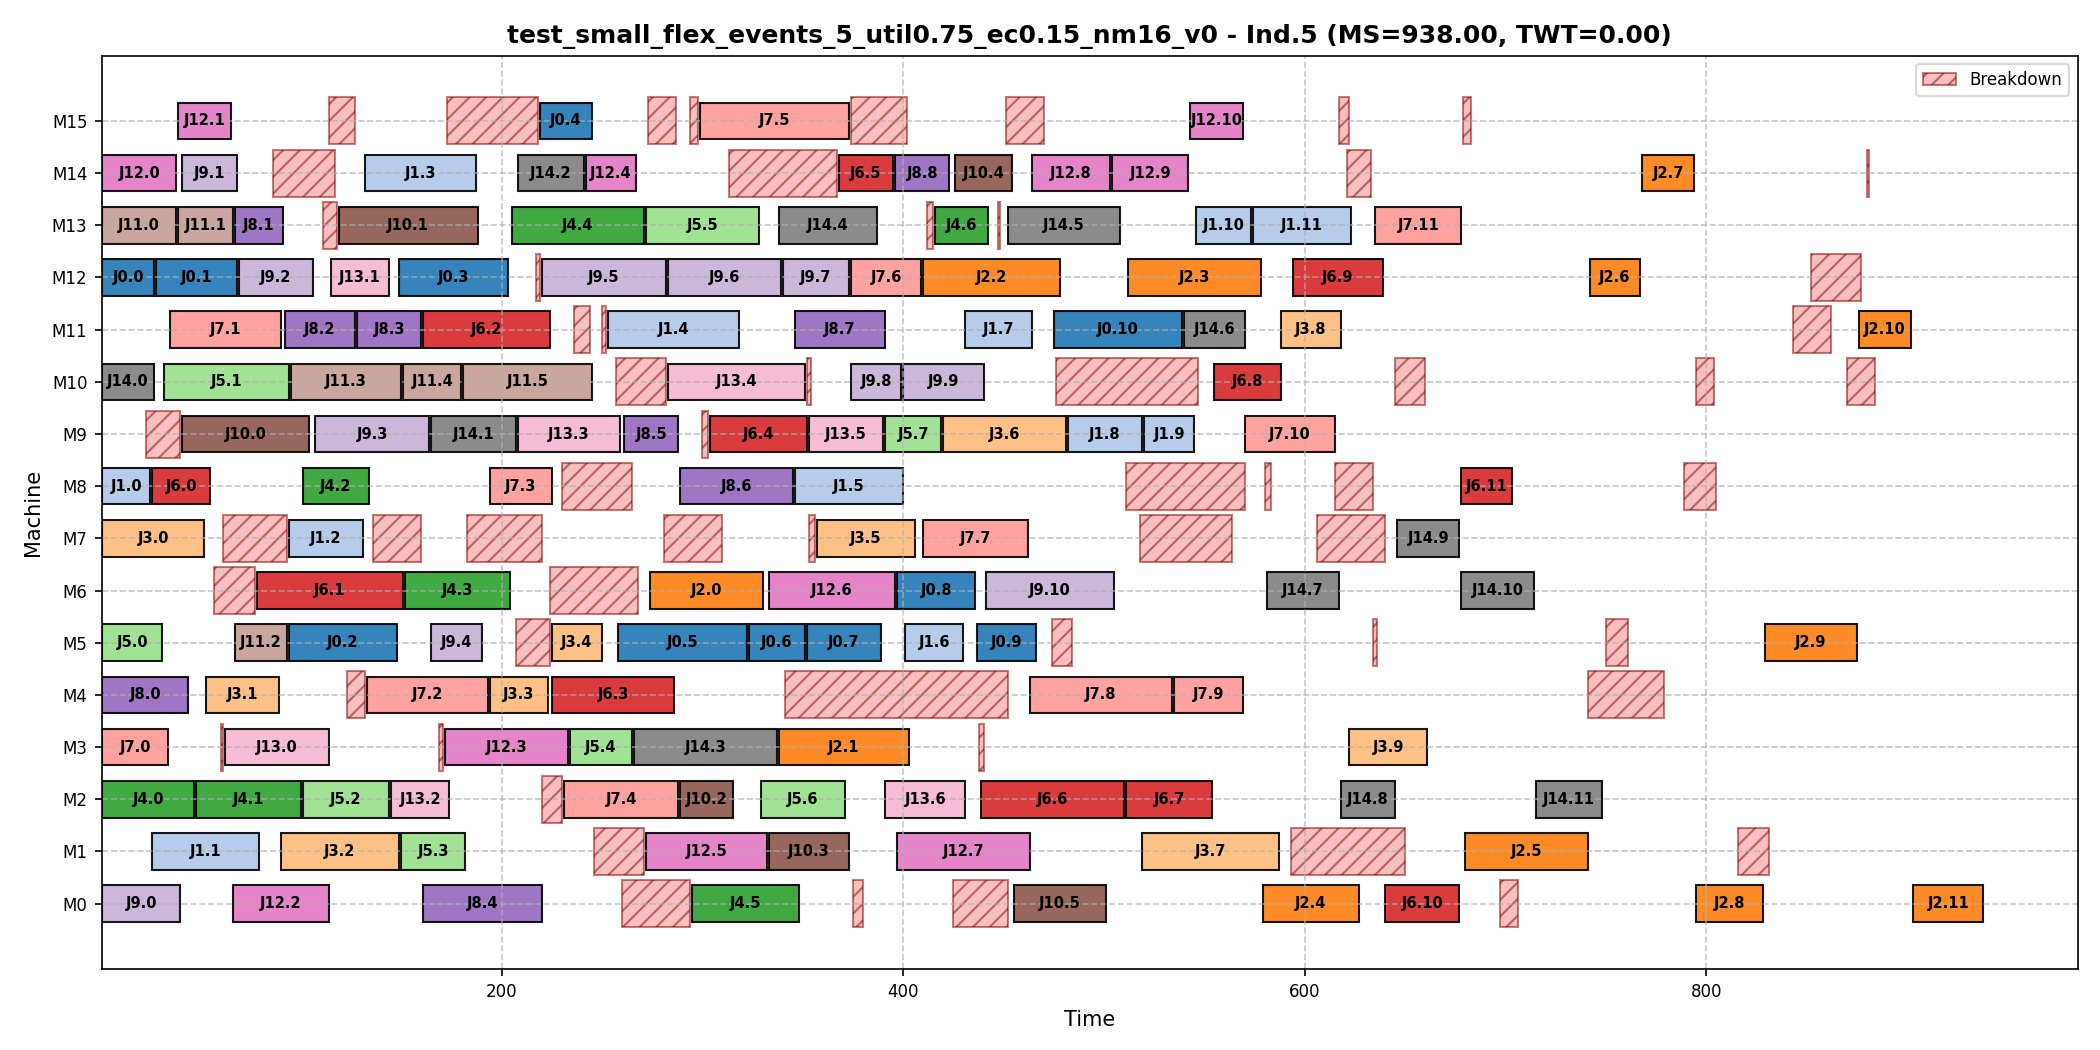 test_small_flex_events_5_util0.75_ec0.15_nm16_v0 - Ind.5 (MS=938.00, TWT=0.00)
Breakdown
M15 J12.1 J0.4 J7.5 J12.10
M14 J12.0 J9.1 J1.3 J14.2 J12.4 J6.5 J8.8 J10.4 J12.8 J12.9 J2.7
M13 J11.0 J11.1 J8.1 J10.1 J4.4 J5.5 J14.4 J4.6 J14.5 J1.10 J1.11 J7.11
M12 J0.0 J0.1 J9.2 J13.1 J0.3 J9.5 J9.6 J9.7 J7.6 J2.2 J2.3 J6.9 J2.6
M11 J7.1 J8.2 J8.3 J6.2 J1.4 J8.7 J1.7 J0.10 J14.6 J3.8 J2.10
M10 J14.0 J5.1 J11.3 J11.4 J11.5 J13.4 J9.8 J9.9 J6.8
M9 J10.0 J9.3 J14.1 J13.3 J8.5 J6.4 J13.5 J5.7 J3.6 J1.8 J1.9 J7.10
M8 J1.0 J6.0 J4.2 J7.3 J8.6 J1.5 J6.11
M7 J3.0 J1.2 J3.5 J7.7 J14.9
M6 J6.1 J4.3 J2.0 J12.6 J0.8 J9.10 J14.7 J14.10
M5 J5.0 J11.2 J0.2 J9.4 J3.4 J0.5 J0.6 J0.7 J1.6 J0.9 J2.9
M4 J8.0 J3.1 J7.2 J3.3 J6.3 J7.8 J7.9
M3 J7.0 J13.0 J12.3 J5.4 J14.3 J2.1 J3.9
M2 J4.0 J4.1 J5.2 J13.2 J7.4 J10.2 J5.6 J13.6 J6.6 J6.7 J14.8 J14.11
M1 J1.1 J3.2 J5.3 J12.5 J10.3 J12.7 J3.7 J2.5
M0 J9.0 J12.2 J8.4 J4.5 J10.5 J2.4 J6.10 J2.8 J2.11
Machine
200 400 600 800
Time